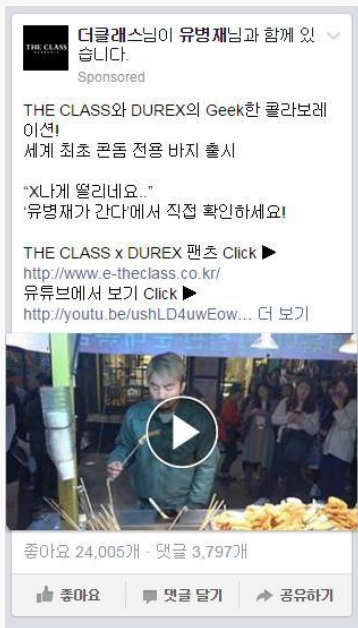 THE CLASS
더클래스님이 유병재님과 함께 있
습니다.
Sponsored
THE CLASS와 DUREX의 Geek한 콜라보레
이션!
세계 최초 콘돔 전용 바지 출시
“X나게 떨리네요..”
‘유병재가 간다’에서 직접 확인하세요!
THE CLASS x DUREX 팬츠 Click ▶
http://www.e-theclass.co.kr/
유튜브에서 보기 Click ▶
http://youtu.be/ushLD4uwEow... 더 보기
좋아요 24,005개 · 댓글 3,797개
좋아요 댓글 달기 공유하기